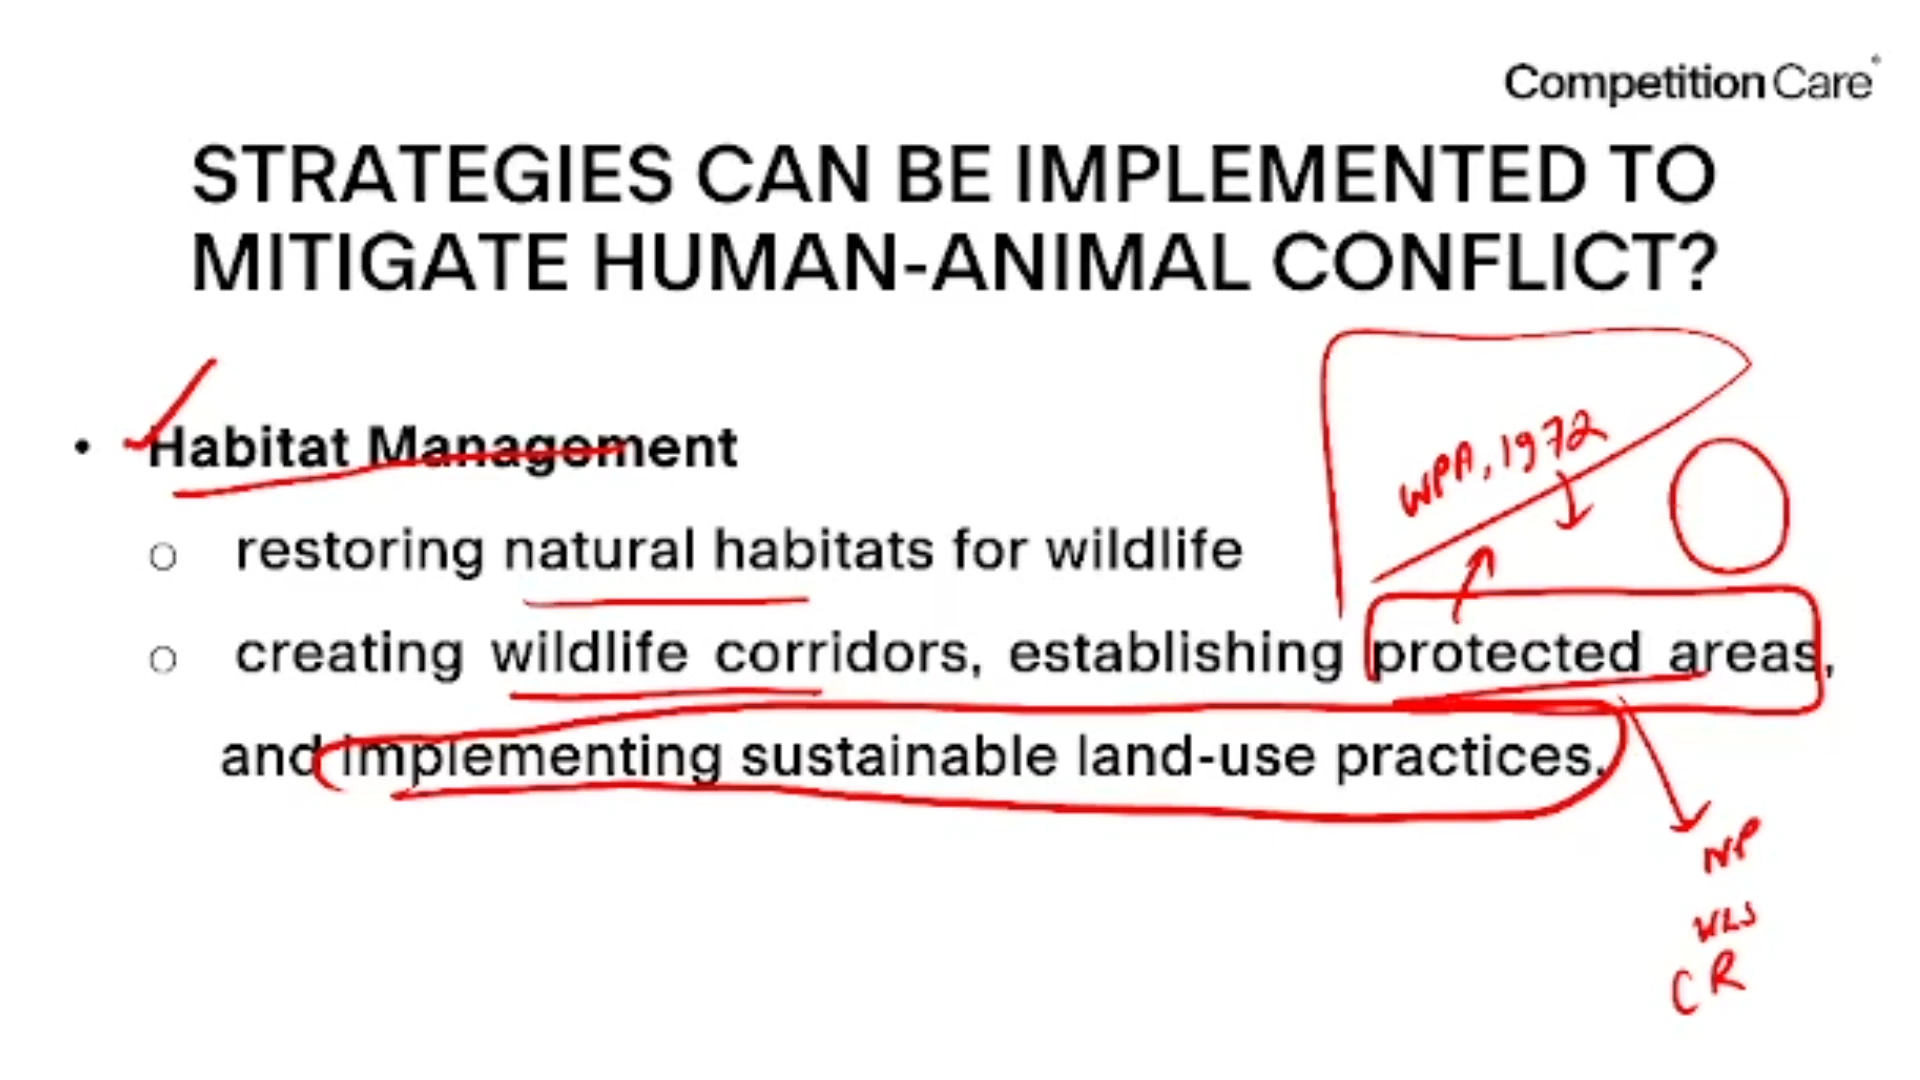 Competition Care
STRATEGIES CAN BE IMPLEMENTED TO
MITIGATE HUMAN-ANIMAL CONFLICT?
• Habitat Management
WPA, 1972
○ restoring natural habitats for wildlife
○ creating wildlife corridors, establishing protected areas,
and implementing sustainable land-use practices.
NP
WLS
CR